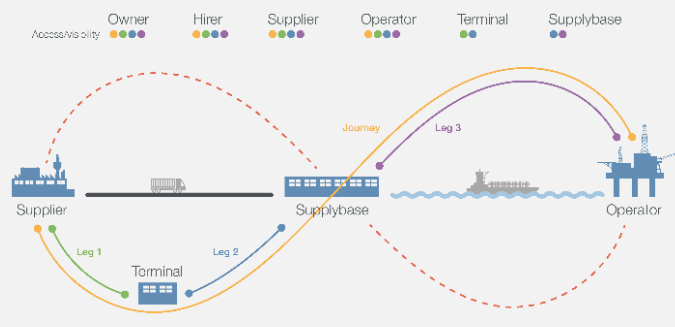 Owner Hirer Supplier Operator Terminal Supplybase
Access/visibility
Journey Leg 3
Supplier Supplybase Operator
Leg 1 Leg 2
Terminal